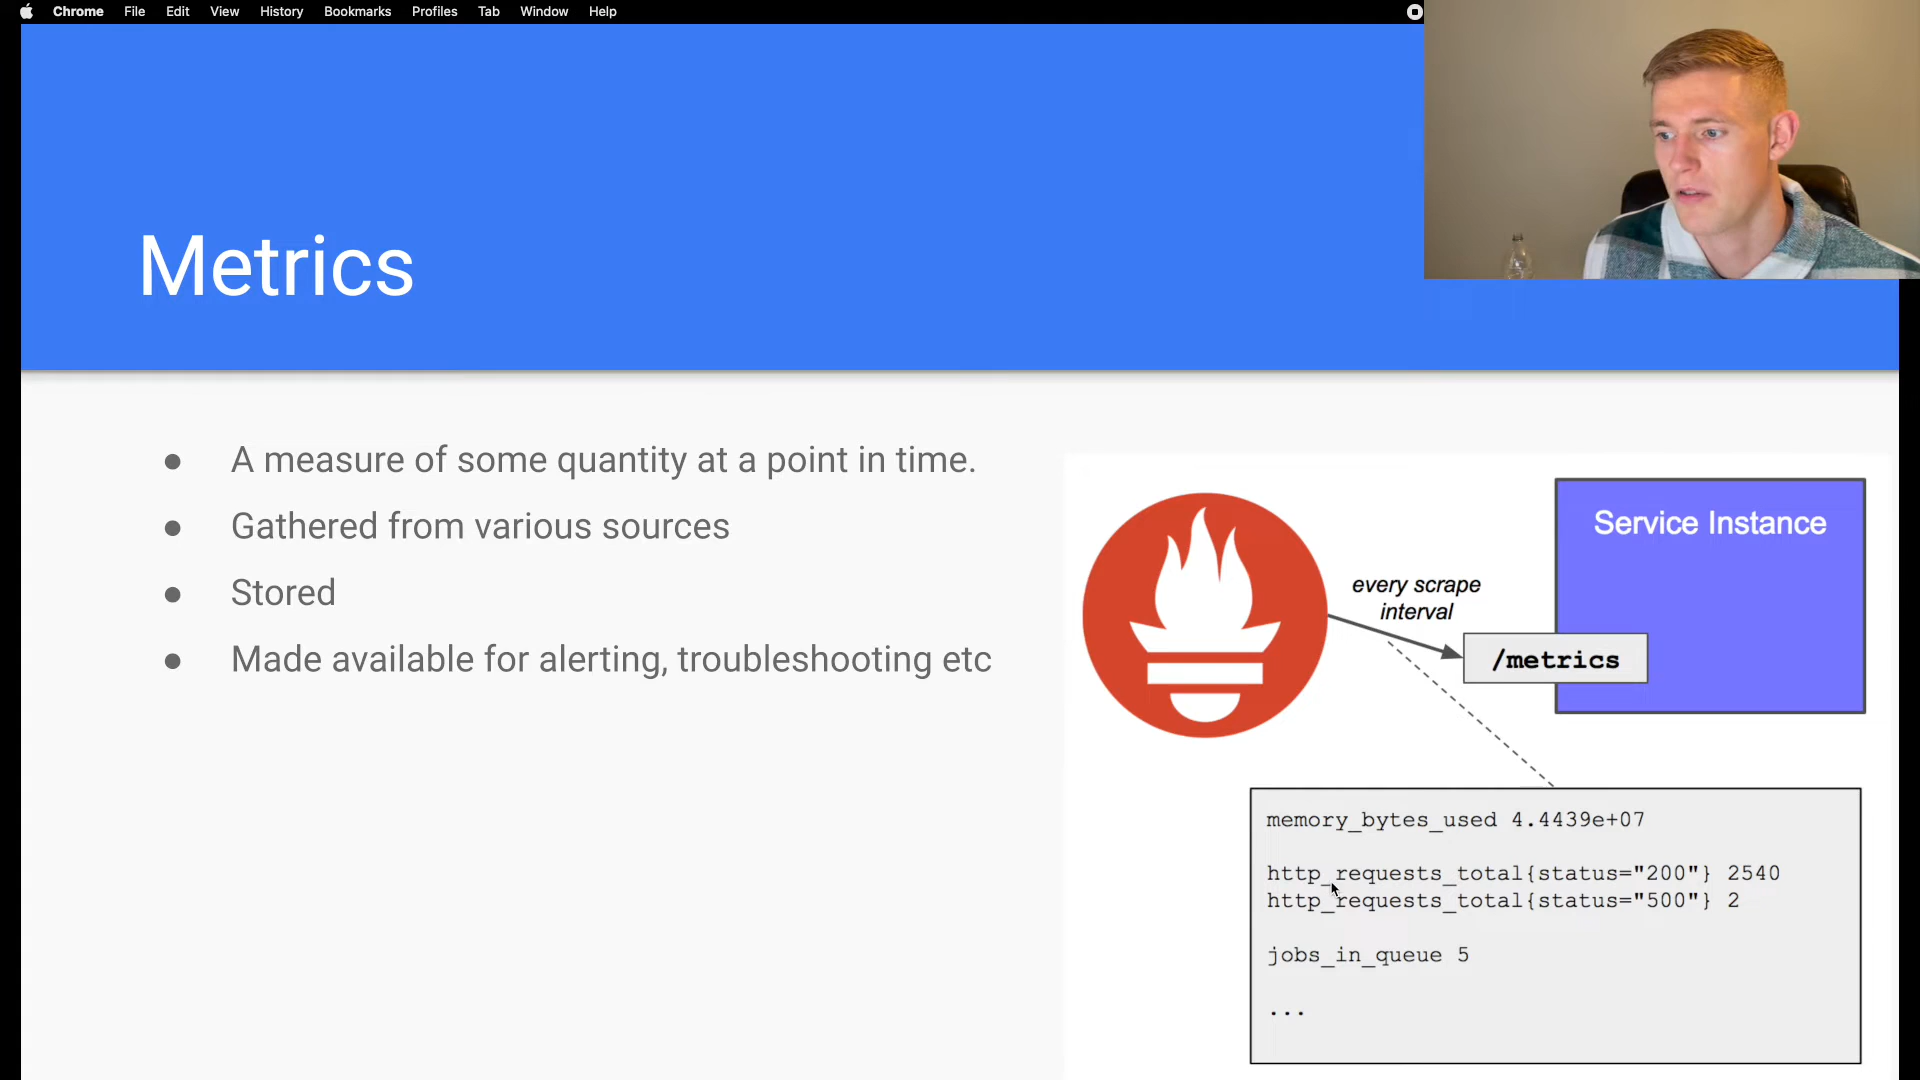 Chrome File Edit View History Bookmarks Profiles Tab Window Help
Metrics
● A measure of some quantity at a point in time.
● Gathered from various sources
● Stored
● Made available for alerting, troubleshooting etc
Service Instance
every scrape
interval
/metrics
memory_bytes_used 4.4439e+07
http_requests_total{status="200"} 2540
http_requests_total{status="500"} 2
jobs_in_queue 5
...